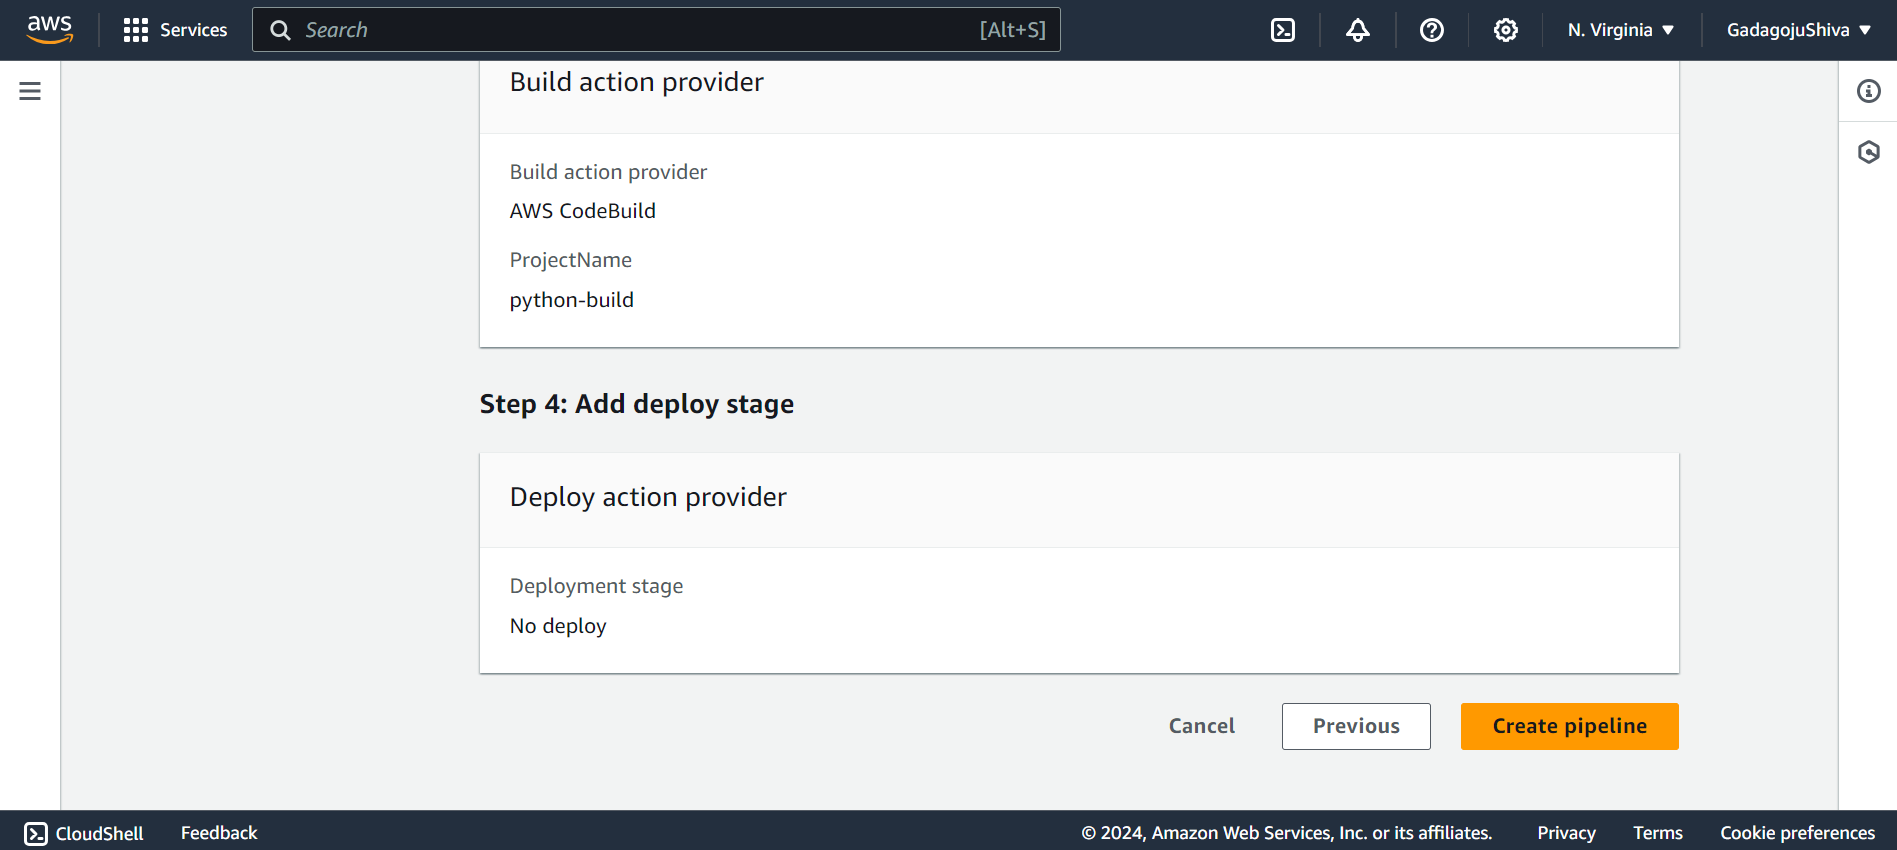 aws Services Search [Alt+S] N. Virginia GadagojuShiva
Build action provider
Build action provider
AWS CodeBuild
ProjectName
python-build
Step 4: Add deploy stage
Deploy action provider
Deployment stage
No deploy
Cancel Previous Create pipeline
CloudShell Feedback © 2024, Amazon Web Services, Inc. or its affiliates. Privacy Terms Cookie preferences